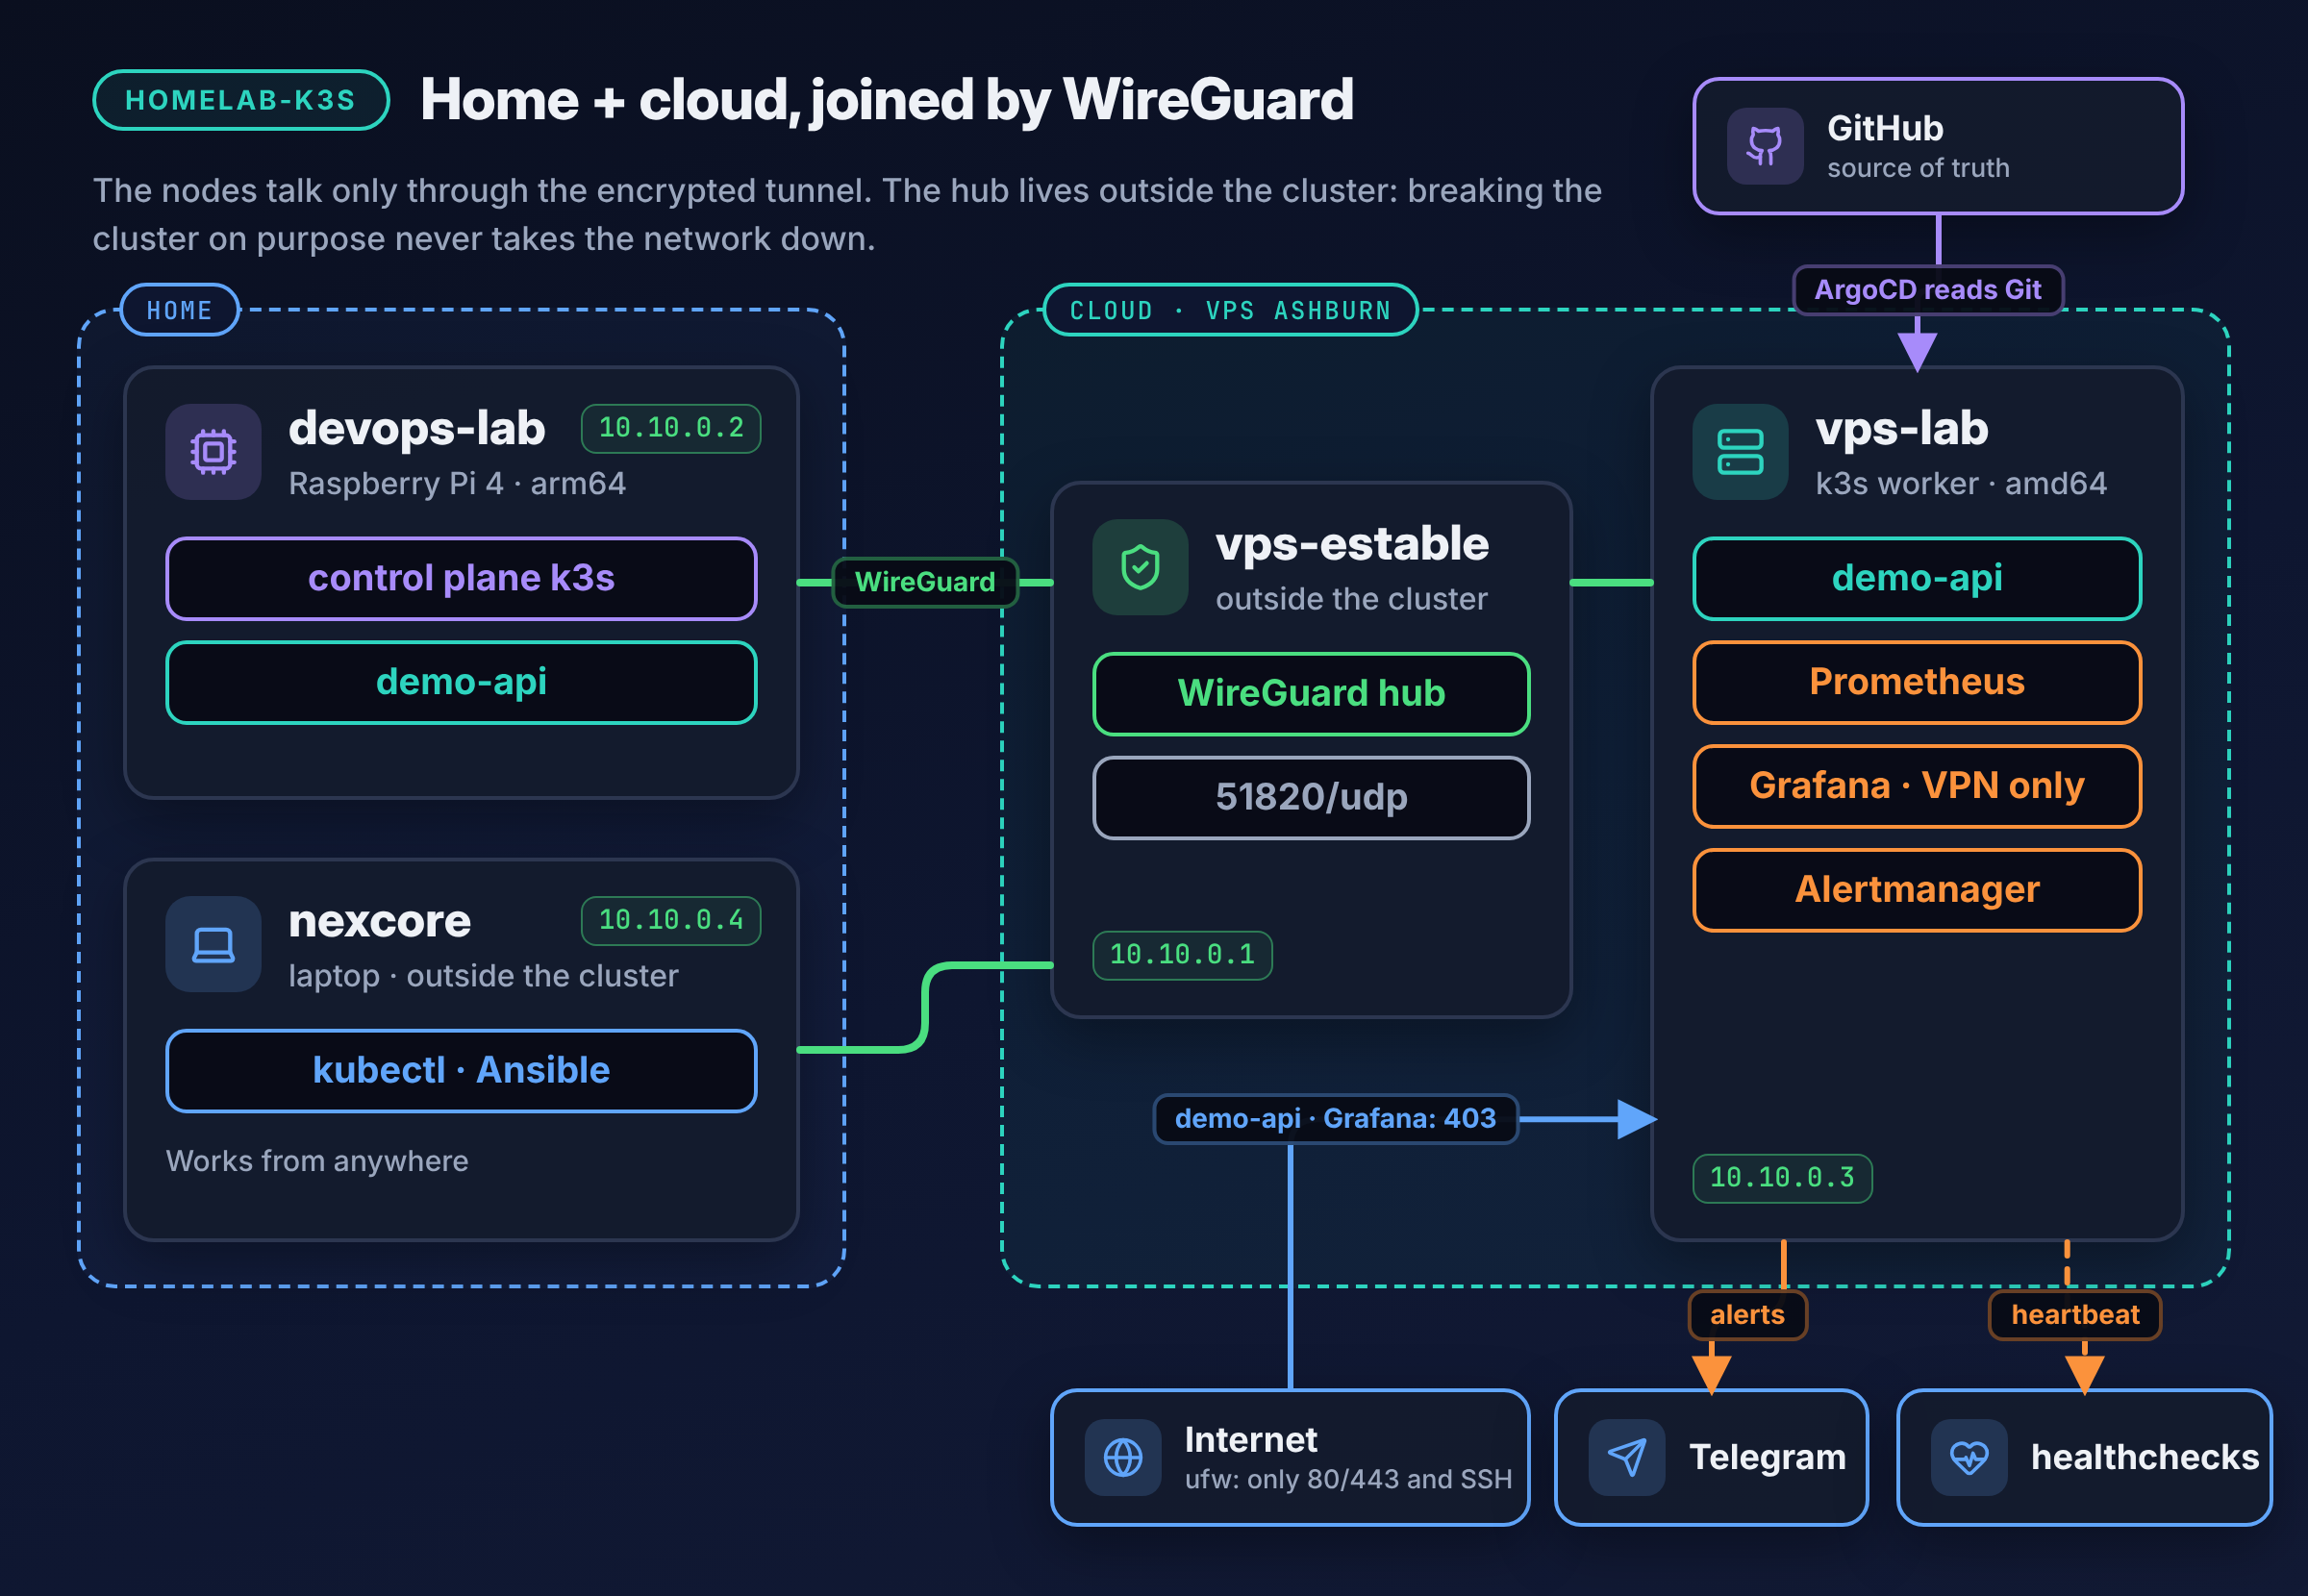 HOMELAB-K3S
Home + cloud, joined by WireGuard
The nodes talk only through the encrypted tunnel. The hub lives outside the cluster: breaking the
cluster on purpose never takes the network down.
GitHub
source of truth
ArgoCD reads Git
HOME
devops-lab
10.10.0.2
Raspberry Pi 4 · arm64
control plane k3s
demo-api
nexcore
10.10.0.4
laptop · outside the cluster
kubectl · Ansible
Works from anywhere
WireGuard
CLOUD · VPS ASHBURN
vps-estable
outside the cluster
WireGuard hub
51820/udp
10.10.0.1
vps-lab
k3s worker · amd64
demo-api
Prometheus
Grafana · VPN only
Alertmanager
10.10.0.3
demo-api · Grafana: 403
alerts
heartbeat
Internet
ufw: only 80/443 and SSH
Telegram
healthchecks